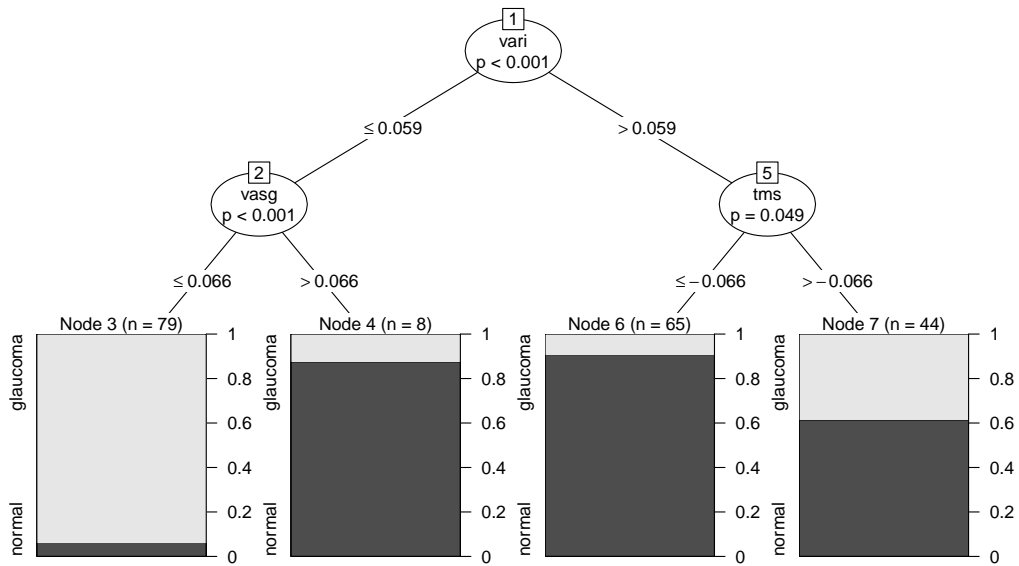 1
vari
p < 0.001
≤ 0.059
> 0.059
2
vasg
p < 0.001
5
tms
p = 0.049
≤ 0.066
> 0.066
≤ −0.066
> −0.066
Node 3 (n = 79)
glaucoma
normal
1
0.8
0.6
0.4
0.2
0
Node 4 (n = 8)
glaucoma
normal
1
0.8
0.6
0.4
0.2
0
Node 6 (n = 65)
glaucoma
normal
1
0.8
0.6
0.4
0.2
0
Node 7 (n = 44)
glaucoma
normal
1
0.8
0.6
0.4
0.2
0